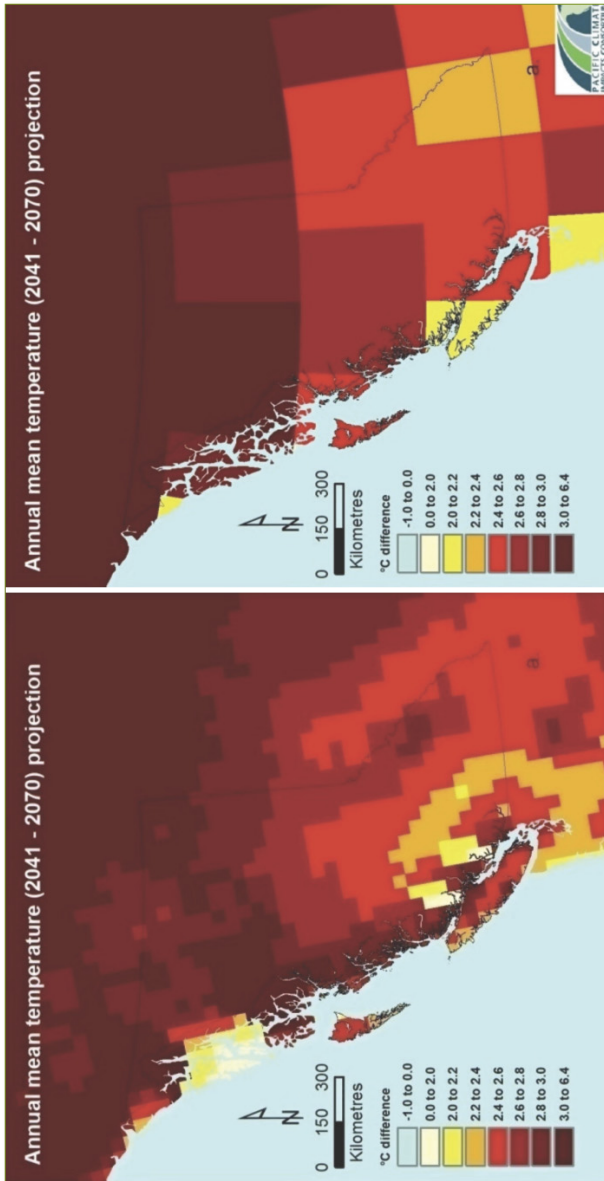 Annual mean temperature (2041 - 2070) projection
N
0 150 300
Kilometres
°C difference
-1.0 to 0.0
0.0 to 2.0
2.0 to 2.2
2.2 to 2.4
2.4 to 2.6
2.6 to 2.8
2.8 to 3.0
3.0 to 6.4
a
Annual mean temperature (2041 - 2070) projection
N
0 150 300
Kilometres
°C difference
-1.0 to 0.0
0.0 to 2.0
2.0 to 2.2
2.2 to 2.4
2.4 to 2.6
2.6 to 2.8
2.8 to 3.0
3.0 to 6.4
a.
PACIFIC CLIMAT